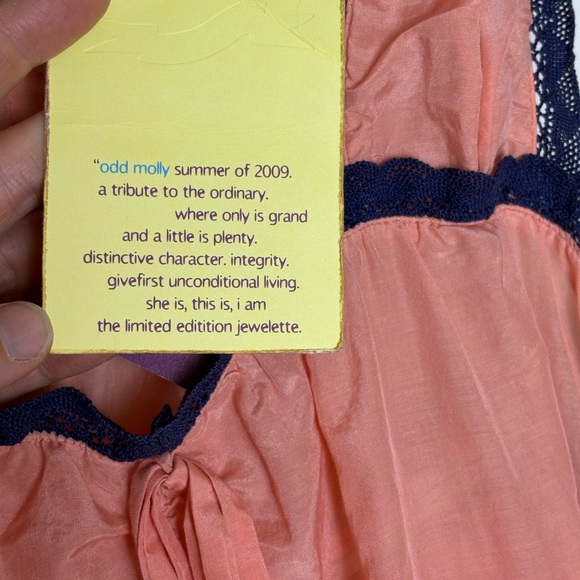 "odd molly summer of 2009.
a tribute to the ordinary.
where only is grand
and a little is plenty.
distinctive character. integrity.
givefirst unconditional living.
she is, this is, i am
the limited editition jewelette.